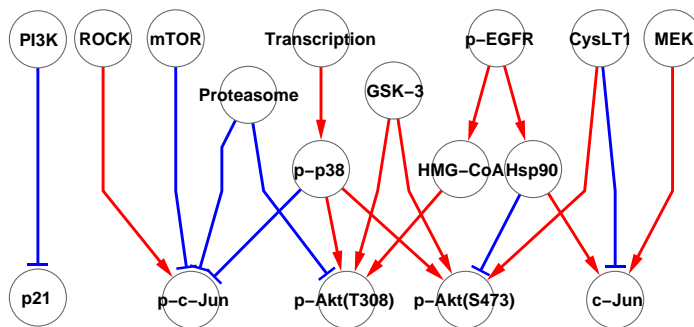 PI3K
ROCK
mTOR
Transcription
p−EGFR
CysLT1
MEK
Proteasome
GSK−3
p−p38
HMG−CoA
Hsp90
p21
p−c−Jun
p−Akt(T308)
p−Akt(S473)
c−Jun